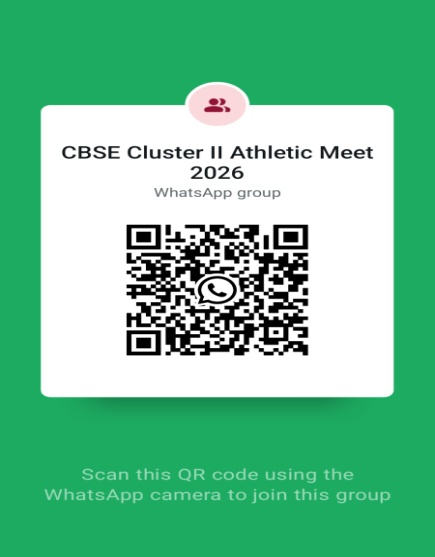 CBSE Cluster II Athletic Meet
2026
WhatsApp group
Scan this QR code using the
WhatsApp camera to join this group